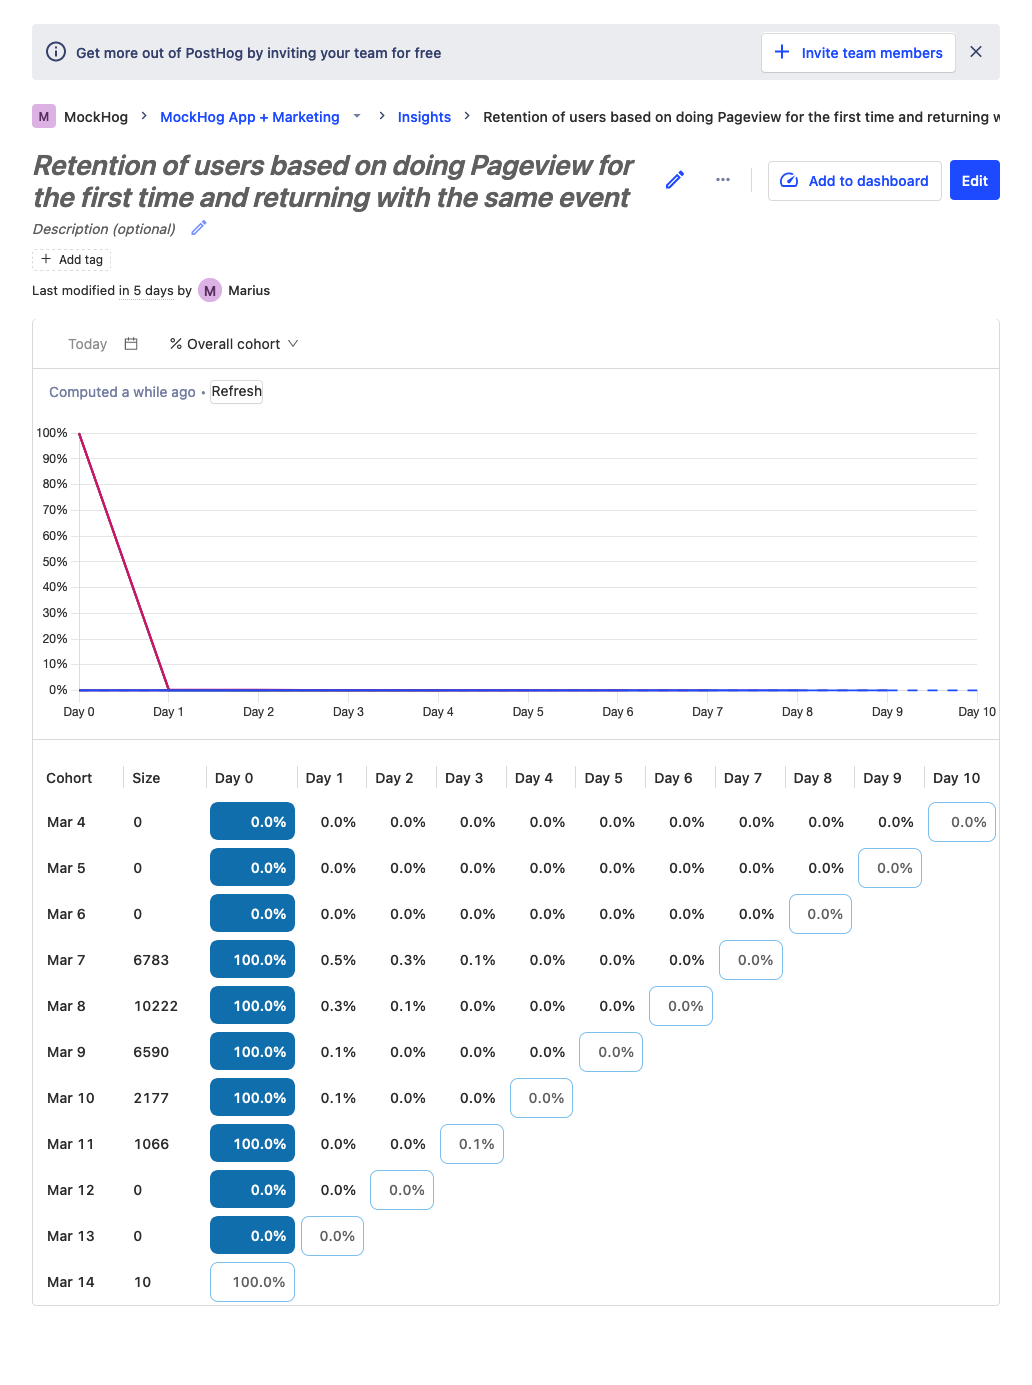 Get more out of PostHog by inviting your team for free
Invite team members
M MockHog MockHog App + Marketing Insights Retention of users based on doing Pageview for the first time and returning
Retention of users based on doing Pageview for
the first time and returning with the same event
Add to dashboard
Edit
Description (optional)
Add tag
Last modified in 5 days by M Marius
Today % Overall cohort
Computed a while ago • Refresh
100%
90%
80%
70%
60%
50%
40%
30%
20%
10%
0%
Day 0 Day 1 Day 2 Day 3 Day 4 Day 5 Day 6 Day 7 Day 8 Day 9 Day 10
Cohort Size Day 0 Day 1 Day 2 Day 3 Day 4 Day 5 Day 6 Day 7 Day 8 Day 9 Day 10
Mar 4 0 0.0% 0.0% 0.0% 0.0% 0.0% 0.0% 0.0% 0.0% 0.0% 0.0% 0.0%
Mar 5 0 0.0% 0.0% 0.0% 0.0% 0.0% 0.0% 0.0% 0.0% 0.0% 0.0%
Mar 6 0 0.0% 0.0% 0.0% 0.0% 0.0% 0.0% 0.0% 0.0% 0.0%
Mar 7 6783 100.0% 0.5% 0.3% 0.1% 0.0% 0.0% 0.0% 0.0%
Mar 8 10222 100.0% 0.3% 0.1% 0.0% 0.0% 0.0% 0.0%
Mar 9 6590 100.0% 0.1% 0.0% 0.0% 0.0% 0.0%
Mar 10 2177 100.0% 0.1% 0.0% 0.0% 0.0%
Mar 11 1066 100.0% 0.0% 0.0% 0.1%
Mar 12 0 0.0% 0.0% 0.0%
Mar 13 0 0.0% 0.0%
Mar 14 10 100.0%